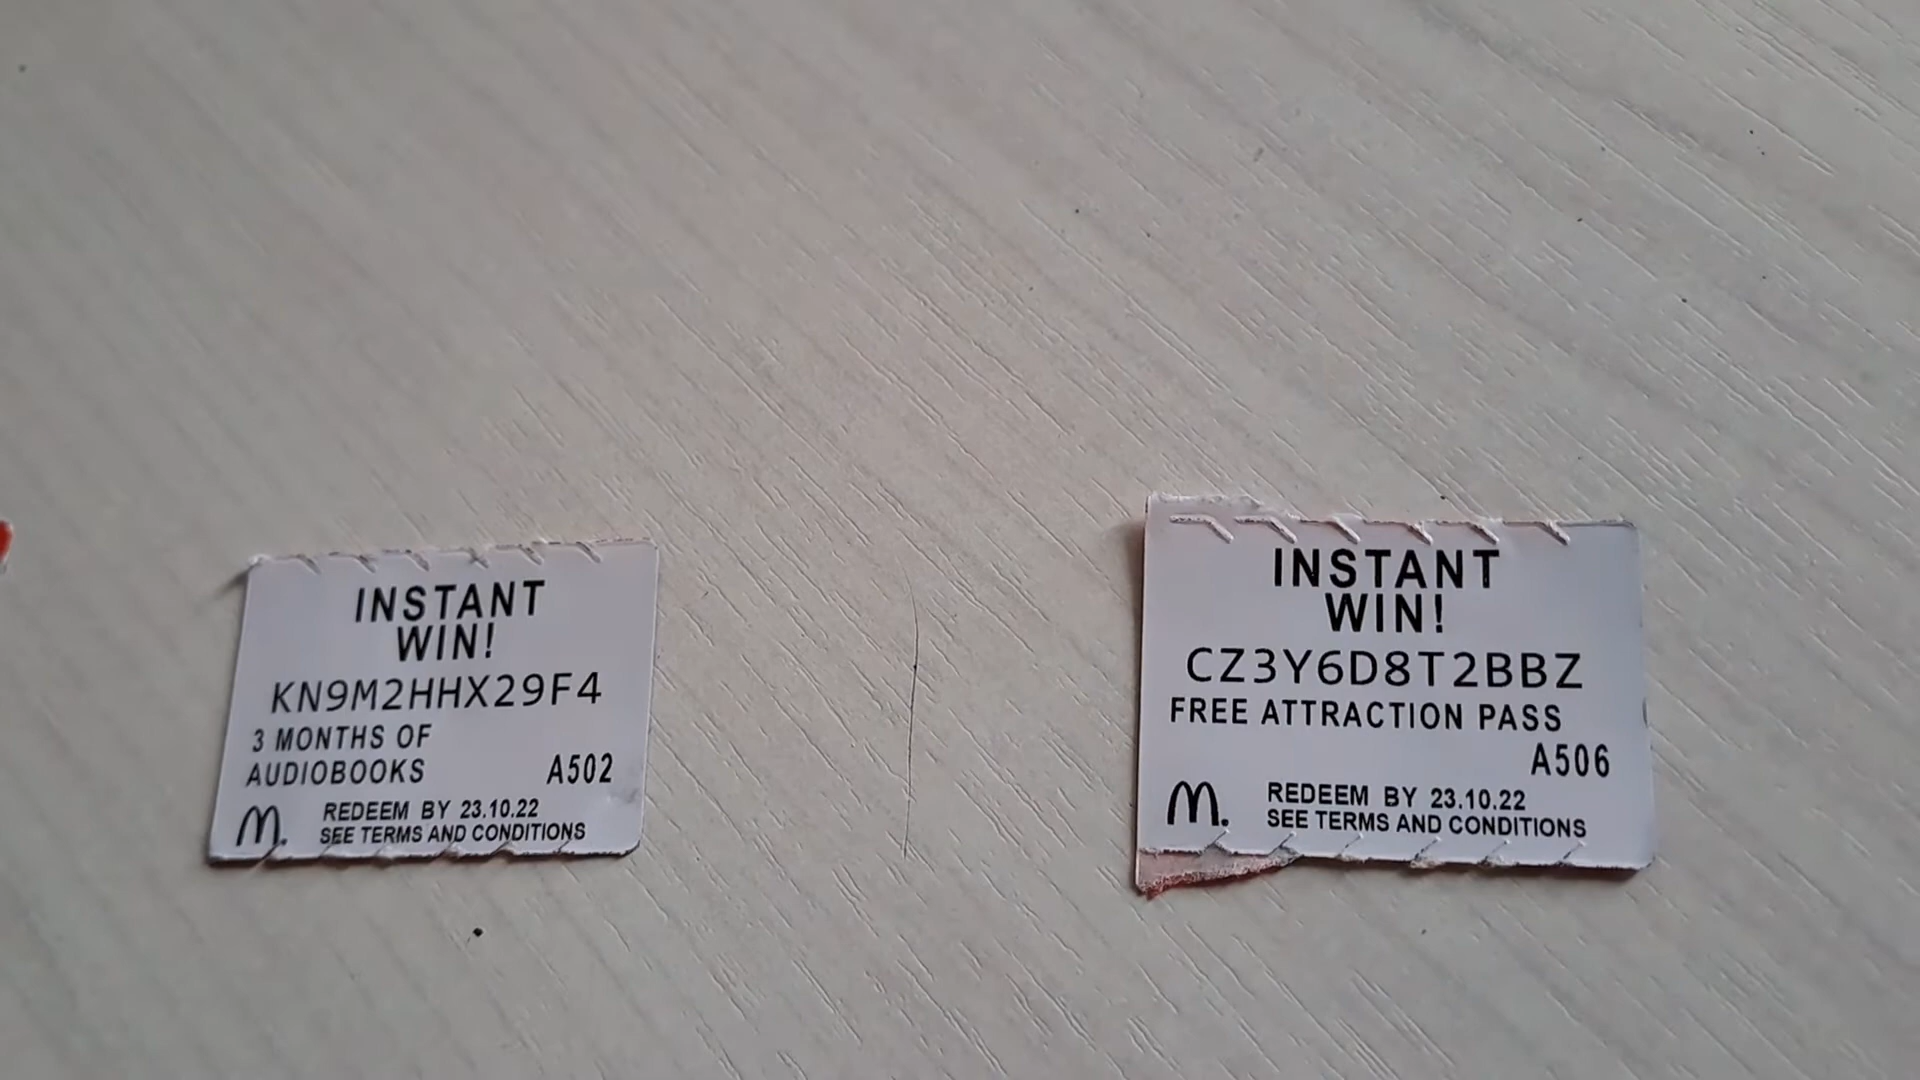 INSTANT
WIN!
KN9M2HHX29F4
3 MONTHS OF
AUDIOBOOKS A502
REDEEM BY 23.10.22
SEE TERMS AND CONDITIONS
INSTANT
WIN!
CZ3Y6D8T2BBZ
FREE ATTRACTION PASS
A506
REDEEM BY 23.10.22
SEE TERMS AND CONDITIONS